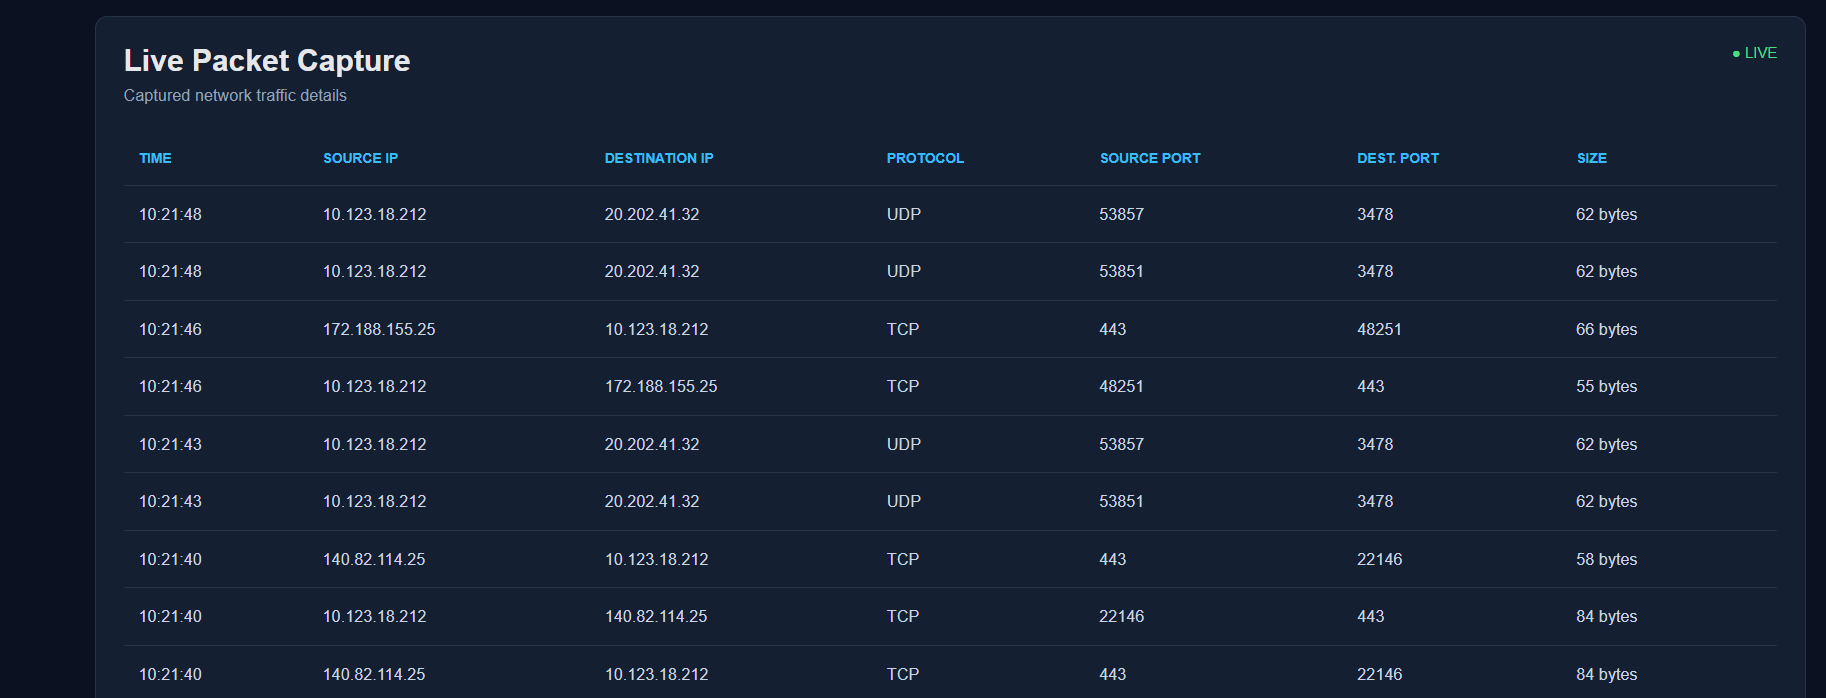 Live Packet Capture
● LIVE
Captured network traffic details
TIME SOURCE IP DESTINATION IP PROTOCOL SOURCE PORT DEST. PORT SIZE
10:21:48 10.123.18.212 20.202.41.32 UDP 53857 3478 62 bytes
10:21:48 10.123.18.212 20.202.41.32 UDP 53851 3478 62 bytes
10:21:46 172.188.155.25 10.123.18.212 TCP 443 48251 66 bytes
10:21:46 10.123.18.212 172.188.155.25 TCP 48251 443 55 bytes
10:21:43 10.123.18.212 20.202.41.32 UDP 53857 3478 62 bytes
10:21:43 10.123.18.212 20.202.41.32 UDP 53851 3478 62 bytes
10:21:40 140.82.114.25 10.123.18.212 TCP 443 22146 58 bytes
10:21:40 10.123.18.212 140.82.114.25 TCP 22146 443 84 bytes
10:21:40 140.82.114.25 10.123.18.212 TCP 443 22146 84 bytes